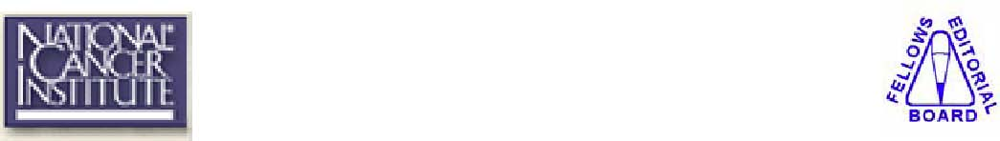 NATIONAL
CANCER
INSTITUTE
FELLOWS EDITORIAL
BOARD